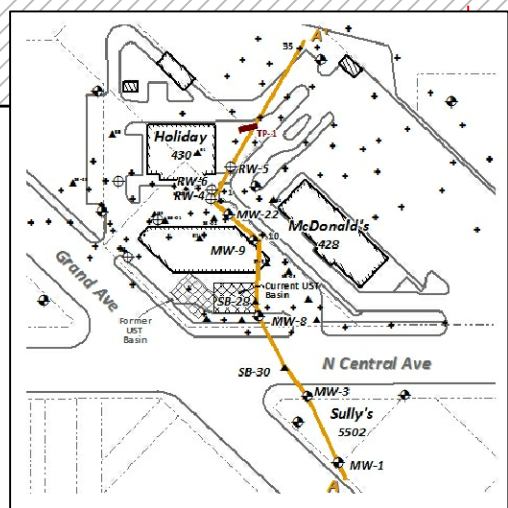 A'
35
TP-1
Holiday
430
RW-5
RW-6
RW-4
MW-22
McDonald's
428
10
MW-9
Grand Ave
Current UST
Basin
SB-29
Former
UST
Basin
MW-8
N Central Ave
SB-30
MW-3
Sully's
5502
MW-1
A